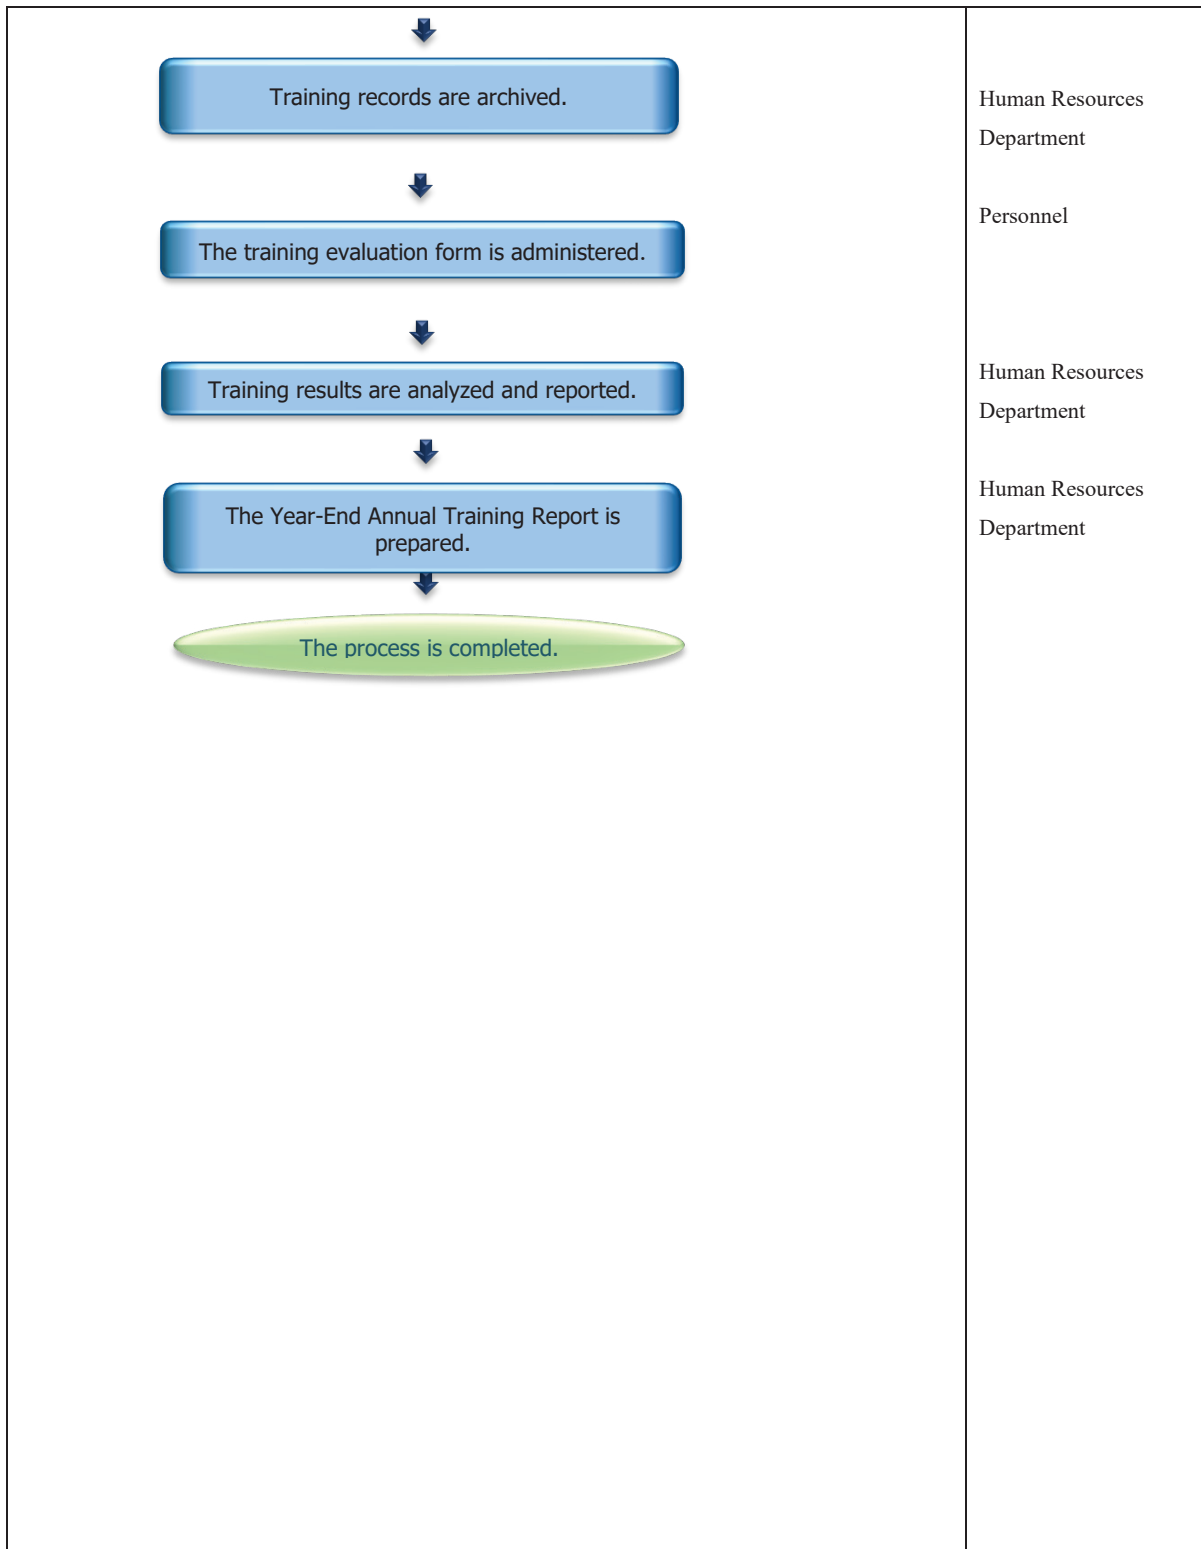 Training records are archived.
Human Resources
Department
Personnel
The training evaluation form is administered.
Human Resources
Department
Training results are analyzed and reported.
Human Resources
Department
The Year-End Annual Training Report is
prepared.
The process is completed.